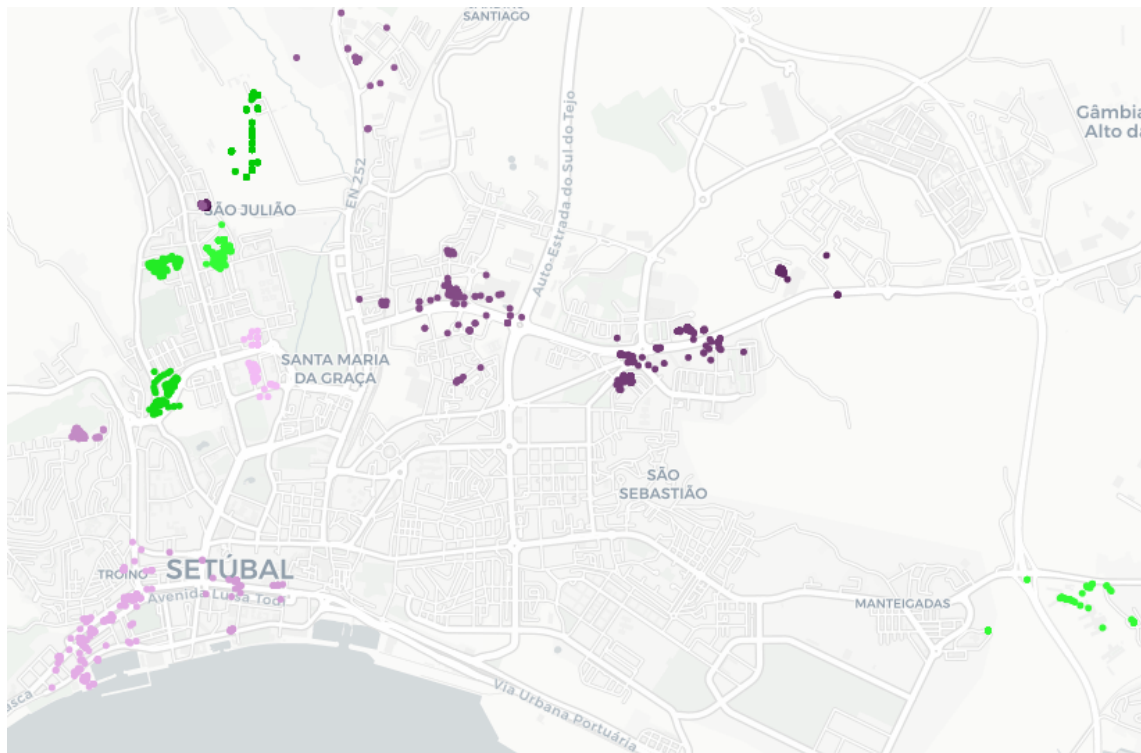 SANTIAGO
Gâmbia
Alto da
Auto-Estrada do Sul do Tejo
EN 252
SÃO JULIÃO
SANTA MARIA
DA GRAÇA
SÃO
SEBASTIÃO
TROINO
SETÚBAL
Avenida Luísa Todi
MANTEIGADAS
Via Urbana Portuária
asca